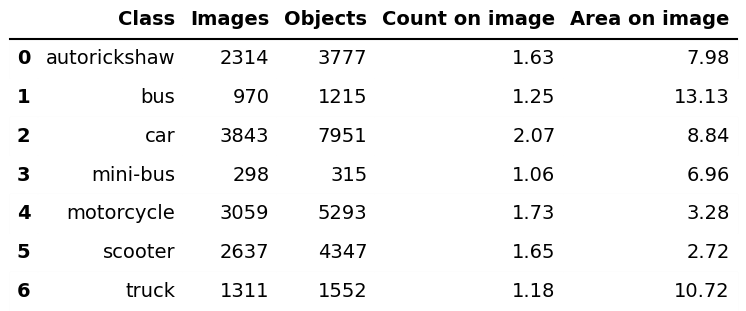 Class Images Objects Count on image Area on image
0 autorickshaw 2314 3777 1.63 7.98
1 bus 970 1215 1.25 13.13
2 car 3843 7951 2.07 8.84
3 mini-bus 298 315 1.06 6.96
4 motorcycle 3059 5293 1.73 3.28
5 scooter 2637 4347 1.65 2.72
6 truck 1311 1552 1.18 10.72